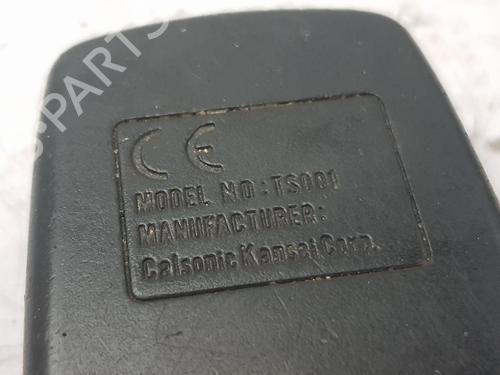 CE
MODEL NO:TS001
MANUFACTURER:
Calsonic Kansei Corp.